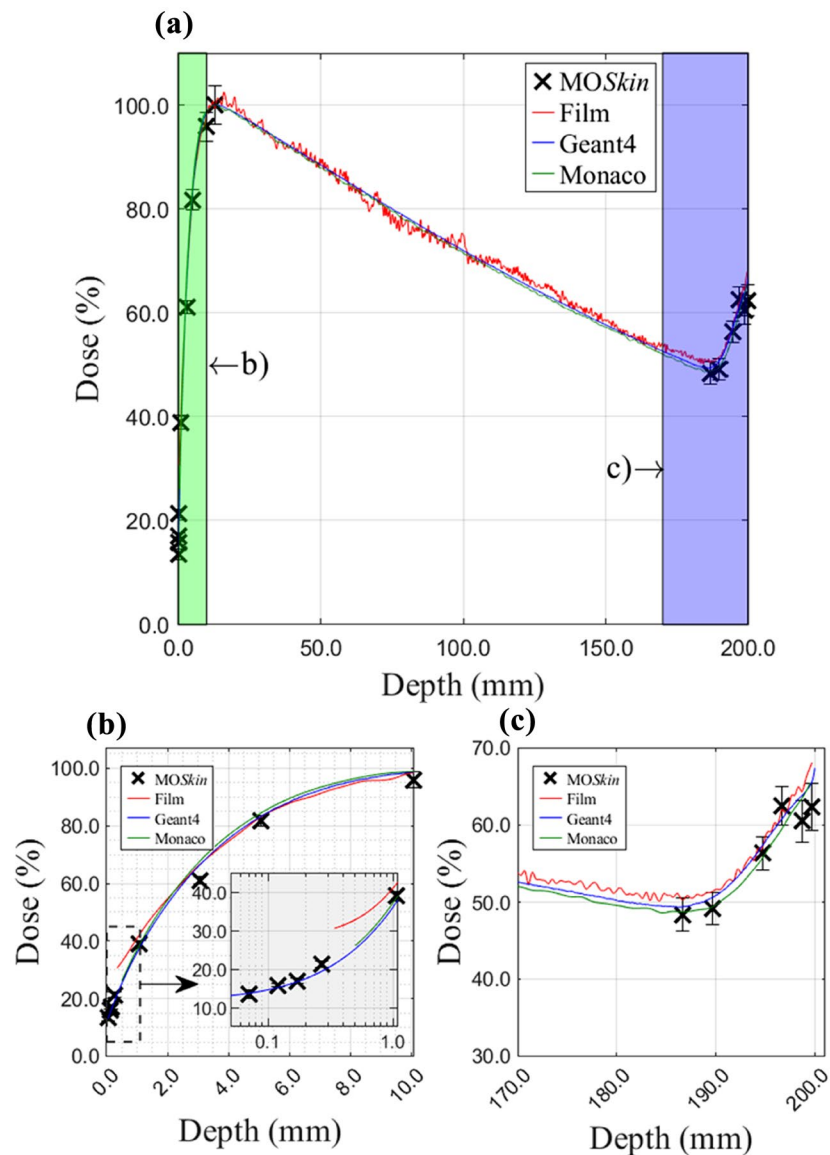 (a)
100.0
80.0
60.0
40.0
20.0
0.0
Dose (%)
MOSkin
Film
Geant4
Monaco
←b)
c)→
0.0 50.0 100.0 150.0 200.0
Depth (mm)
(b)
100.0
80.0
60.0
40.0
20.0
0.0
Dose (%)
MOSkin
Film
Geant4
Monaco
40.0
30.0
20.0
10.0
0.1 1.0
0.0 2.0 4.0 6.0 8.0 10.0
Depth (mm)
(c)
70.0
60.0
50.0
40.0
30.0
Dose (%)
MOSkin
Film
Geant4
Monaco
170.0 180.0 190.0 200.0
Depth (mm)